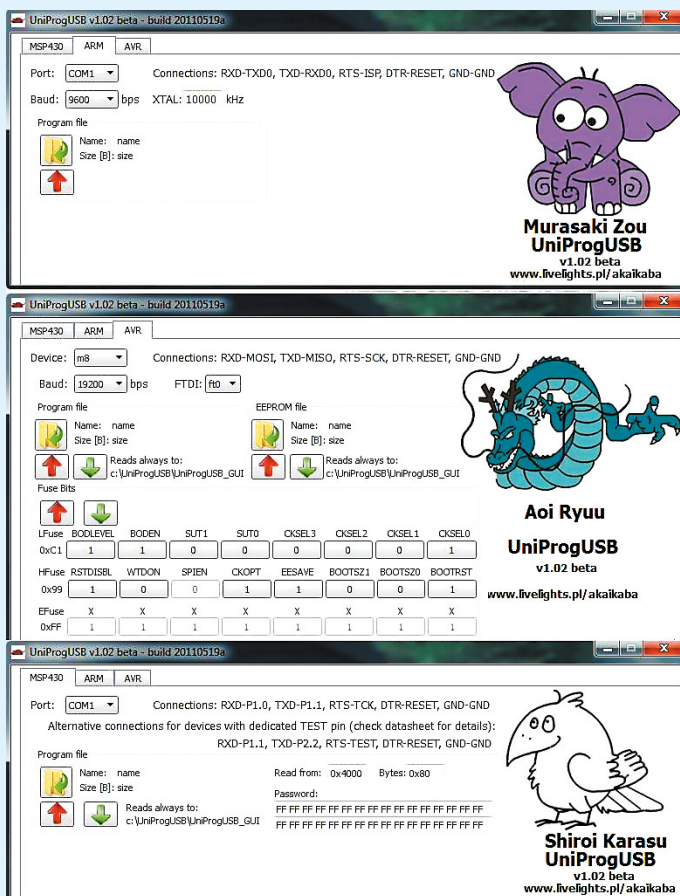 UniProgUSB v1.02 beta - build 20110519a
MSP430 ARM AVR
Port: COM1 Connections: RXD-TXD0, TXD-RXD0, RTS-ISP, DTR-RESET, GND-GND
Baud: 9600 bps XTAL: 10000 kHz
Program file
Name: name
Size [B]: size
Murasaki Zou
UniProgUSB
v1.02 beta
www.livelights.pl/akaikaba
UniProgUSB v1.02 beta - build 20110519a
MSP430 ARM AVR
Device: m8 Connections: RXD-MOSI, TXD-MISO, RTS-SCK, DTR-RESET, GND-GND
Baud: 19200 bps FTDI: ft0
Program file EEPROM file
Name: name Name: name
Size [B]: size Size [B]: size
Reads always to: Reads always to:
c:\UniProgUSB\UniProgUSB_GUI c:\UniProgUSB\UniProgUSB_GUI
Fuse Bits
LFuse BODLEVEL BODEN SUT1 SUT0 CKSEL3 CKSEL2 CKSEL1 CKSEL0
0xC1 1 1 0 0 0 0 0 1
HFuse RSTDISBL WTDON SPIEN CKOPT EESAVE BOOTSZ1 BOOTSZ0 BOOTRST
0x99 1 0 0 1 1 0 0 1
EFuse X X X X X X X X
0xFF 1 1 1 1 1 1 1 1
Aoi Ryuu
UniProgUSB
v1.02 beta
www.livelights.pl/akaikaba
UniProgUSB v1.02 beta - build 20110519a
MSP430 ARM AVR
Port: COM1 Connections: RXD-P1.0, TXD-P1.1, RTS-TCK, DTR-RESET, GND-GND
Alternative connections for devices with dedicated TEST pin (check datasheet for details):
RXD-P1.1, TXD-P2.2, RTS-TEST, DTR-RESET, GND-GND
Program file
Name: name Read from: 0x4000 Bytes: 0x80
Size [B]: size
Password:
Reads always to: FF FF FF FF FF FF FF FF FF FF FF FF FF FF FF FF
c:\UniProgUSB\UniProgUSB_GUI FF FF FF FF FF FF FF FF FF FF FF FF FF FF FF FF
Shiroi Karasu
UniProgUSB
v1.02 beta
www.livelights.pl/akaikaba